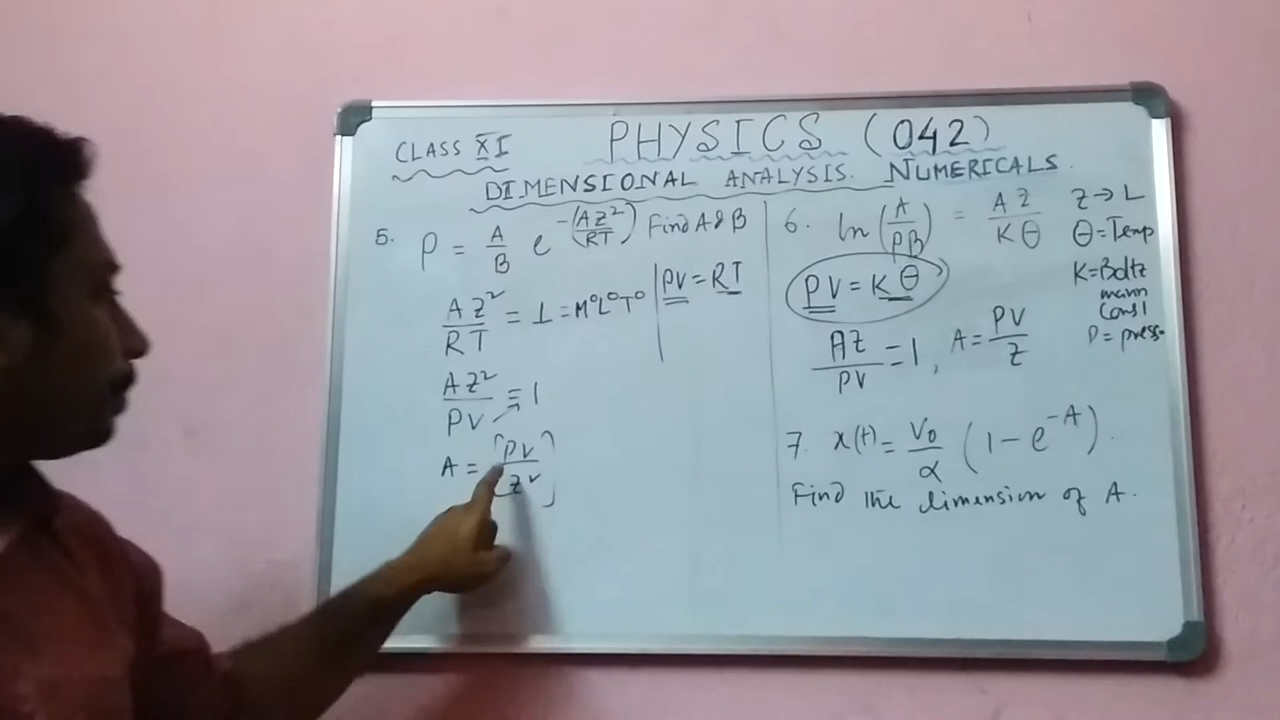 CLASS XI
PHYSICS (042)
DIMENSIONAL ANALYSIS. NUMERICALS.
5. P = A/B e^-(AZ²/RT) Find A & B
AZ²/RT = 1 = M⁰L⁰T⁰
PV = RT
AZ²/PV = 1
A = [PV/Z²]
6. ln(A/PB) = AZ/Kθ
Z → L
θ = Temp
K = Boltz
mann
Const
P = press.
PV = Kθ
AZ/PV = 1, A = PV/Z
7. x(t) = V₀/α (1 - e^-A).
Find the dimension of A.